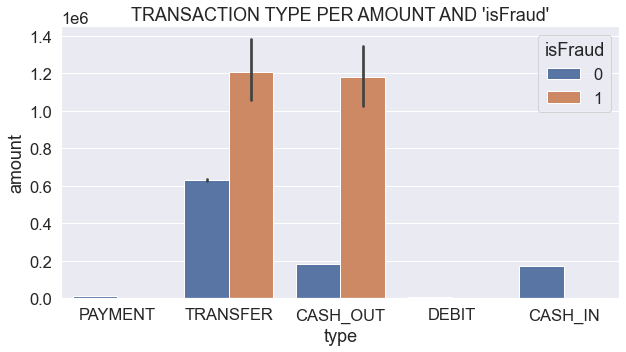 TRANSACTION TYPE PER AMOUNT AND 'isFraud'
1e6
1.4
1.2
1.0
0.8
0.6
0.4
0.2
0.0
amount
isFraud
0
1
PAYMENT TRANSFER CASH_OUT DEBIT CASH_IN
type